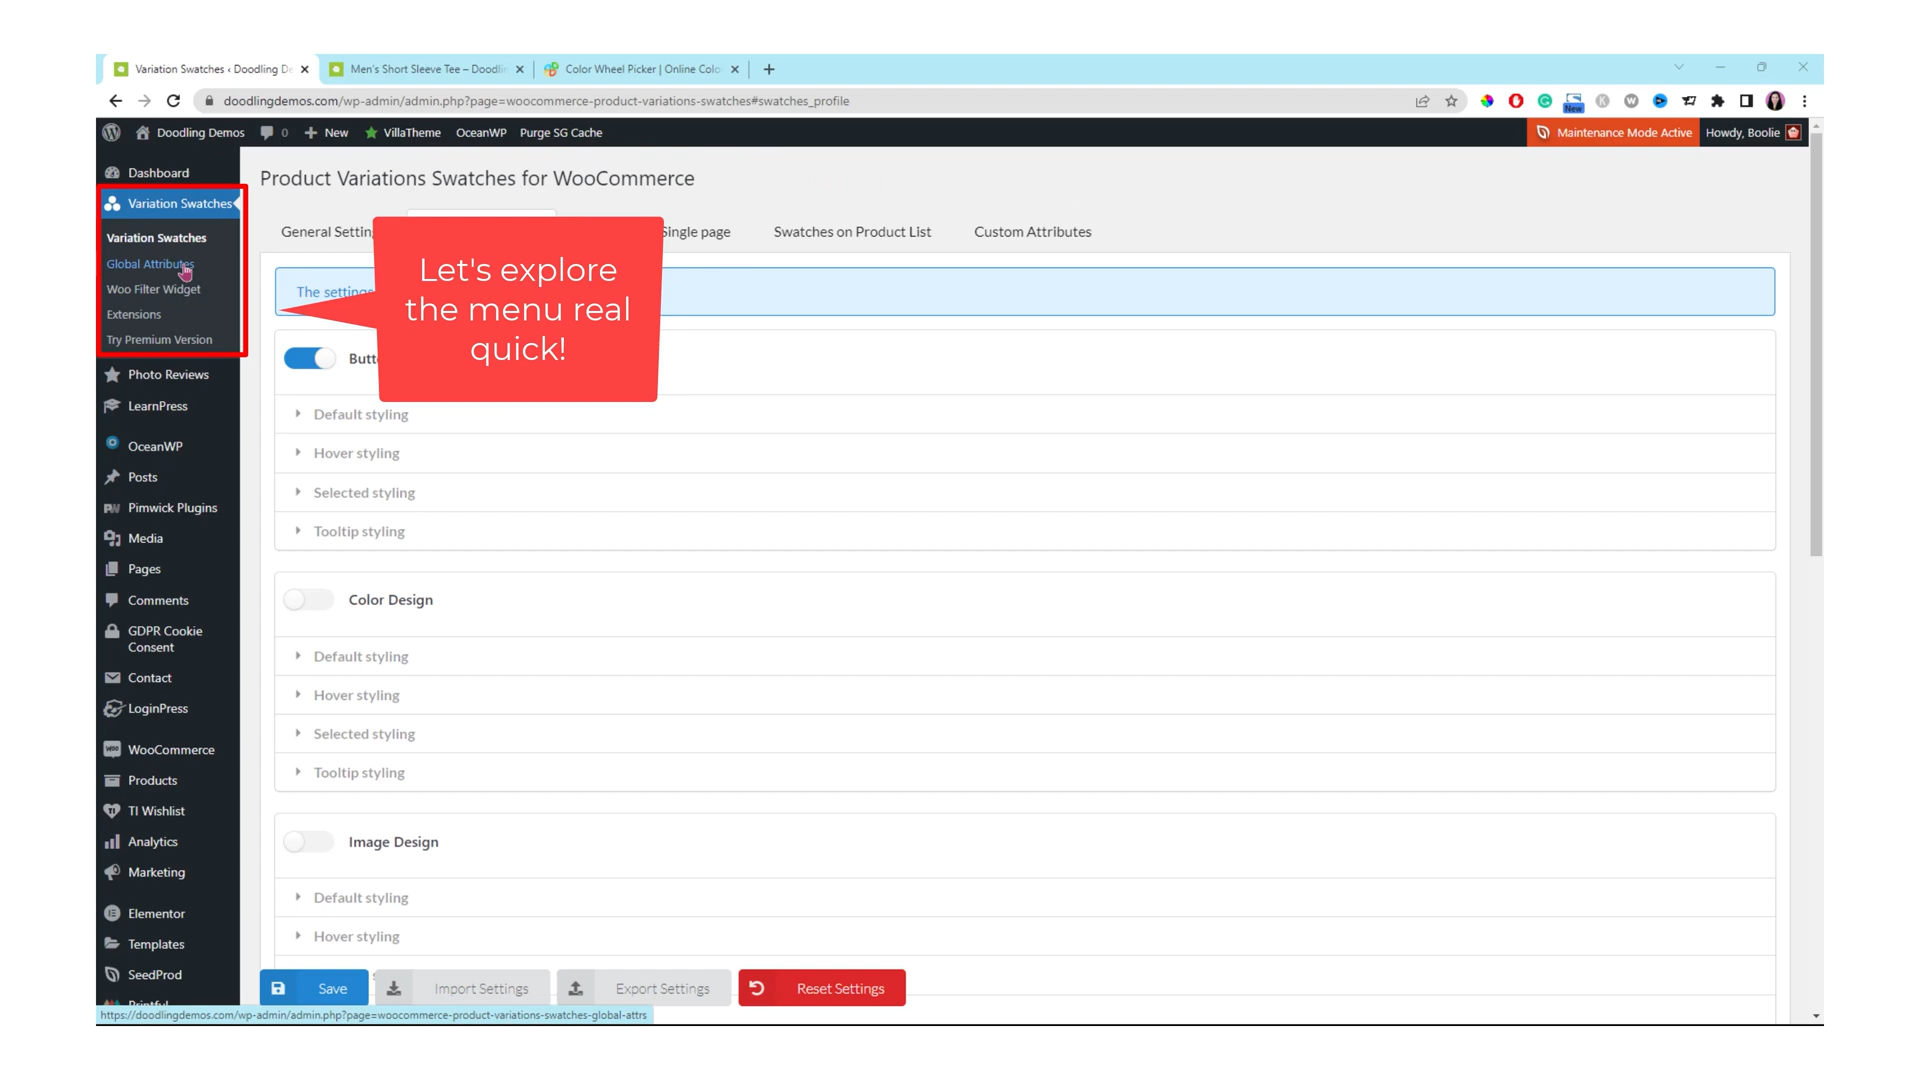 Variation Swatches ‹ Doodling De
Men's Short Sleeve Tee – Doodlin
Color Wheel Picker | Online Colo
doodlingdemos.com/wp-admin/admin.php?page=woocommerce-product-variations-swatches#swatches_profile
New
Doodling Demos
0
New
VillaTheme
OceanWP
Purge SG Cache
Maintenance Mode Active
Howdy, Boolie
Dashboard
Variation Swatches
Variation Swatches
Global Attributes
Woo Filter Widget
Extensions
Try Premium Version
Photo Reviews
LearnPress
OceanWP
Posts
Pimwick Plugins
Media
Pages
Comments
GDPR Cookie
Consent
Contact
LoginPress
WooCommerce
Products
TI Wishlist
Analytics
Marketing
Elementor
Templates
SeedProd
Printful
Product Variations Swatches for WooCommerce
General Settin
Single page
Swatches on Product List
Custom Attributes
The settings
Let's explore
the menu real
quick!
Butt
Default styling
Hover styling
Selected styling
Tooltip styling
Color Design
Default styling
Hover styling
Selected styling
Tooltip styling
Image Design
Default styling
Hover styling
Save
Import Settings
Export Settings
Reset Settings
https://doodlingdemos.com/wp-admin/admin.php?page=woocommerce-product-variations-swatches-global-attrs